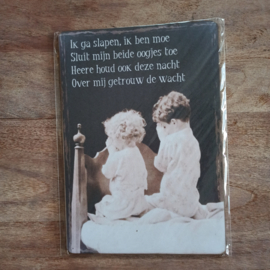 Ik ga slapen, ik ben moe
Sluit mijn beide oogjes toe
Heere houd ook deze nacht
Over mij getrouw de wacht